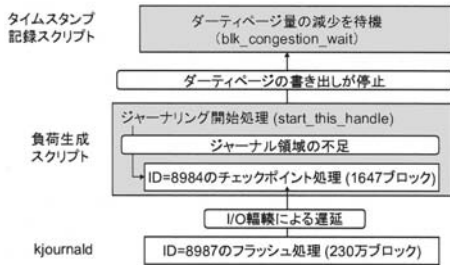 タイムスタンプ
記録スクリプト
ダーティページ量の減少を待機
(blk_congestion_wait)
ダーティページの書き出しが停止
負荷生成
スクリプト
ジャーナリング開始処理 (start_this_handle)
ジャーナル領域の不足
ID=8984のチェックポイント処理 (1647ブロック)
I/O輻輳による遅延
kjournald
ID=8987のフラッシュ処理 (230万ブロック)